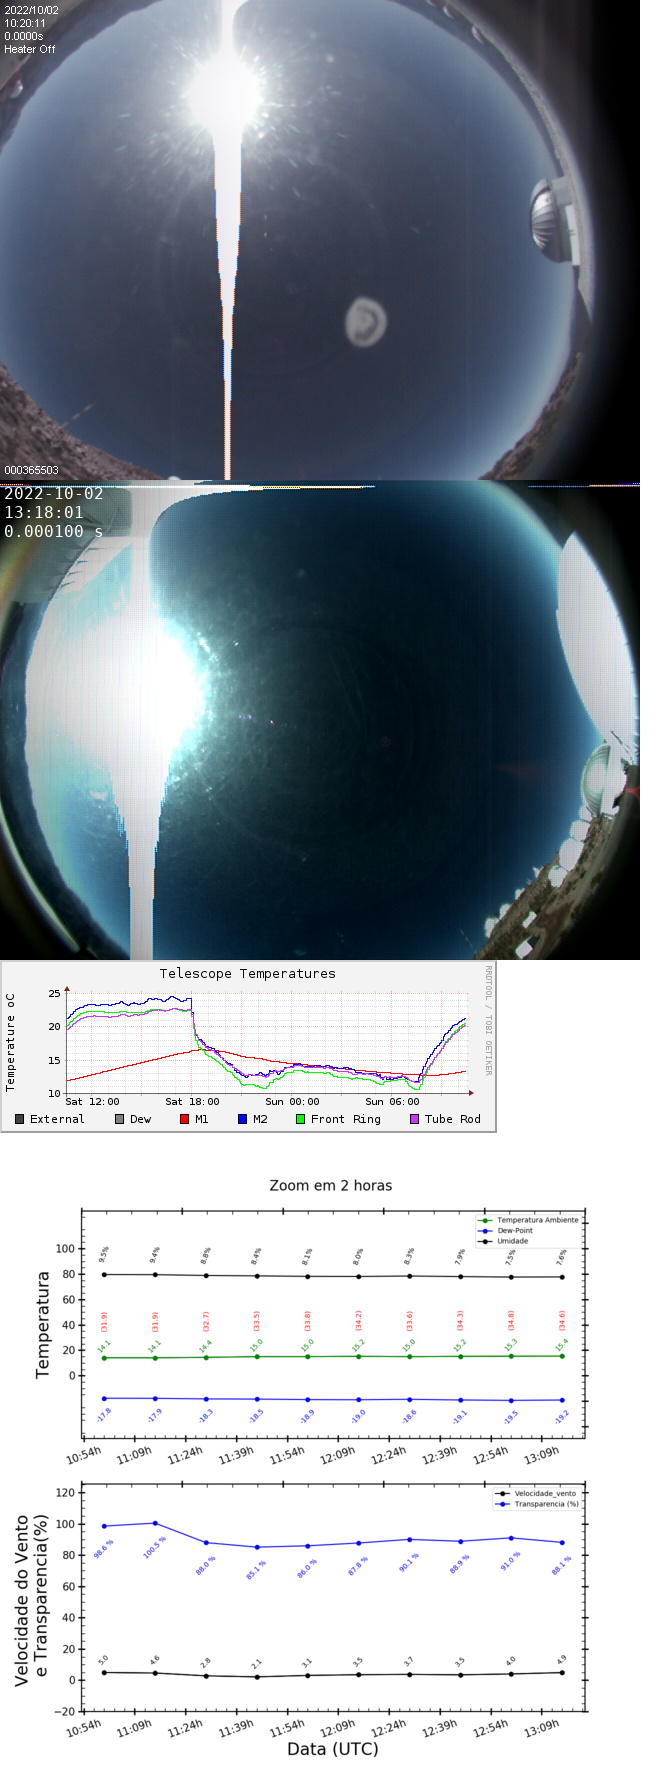 2022/10/02
10:20:11
0.0000s
Heater Off
000365503
2022-10-02
13:18:01
0.000100 s
Telescope Temperatures
RRDTOOL / TOBI OETIKER
Temperature oC
25
20
15
10
Sat 12:00 Sat 18:00 Sun 00:00 Sun 06:00
External Dew M1 M2 Front Ring Tube Rod
Zoom em 2 horas
Temperatura Ambiente
Dew-Point
Umidade
Temperatura
100
80
60
40
20
0
9.5% 9.4% 8.8% 8.4% 8.1% 8.0% 8.3% 7.9% 7.5% 7.6%
(31.9) (31.9) (32.7) (33.5) (33.8) (34.2) (33.6) (34.3) (34.8) (34.6)
14.1 14.1 14.4 15.0 15.0 15.2 15.0 15.2 15.3 15.4
-17.8 -17.9 -18.3 -18.5 -18.9 -19.0 -18.6 -19.1 -19.5 -19.2
10:54h 11:09h 11:24h 11:39h 11:54h 12:09h 12:24h 12:39h 12:54h 13:09h
Velocidade_vento
Transparencia (%)
Velocidade do Vento
e Transparencia(%)
120
100
80
60
40
20
0
−20
98.6 % 100.5 % 88.0 % 85.1 % 86.0 % 87.8 % 90.1 % 88.9 % 91.0 % 88.1 %
5.0 4.6 2.8 2.1 3.1 3.5 3.7 3.5 4.0 4.9
10:54h 11:09h 11:24h 11:39h 11:54h 12:09h 12:24h 12:39h 12:54h 13:09h
Data (UTC)